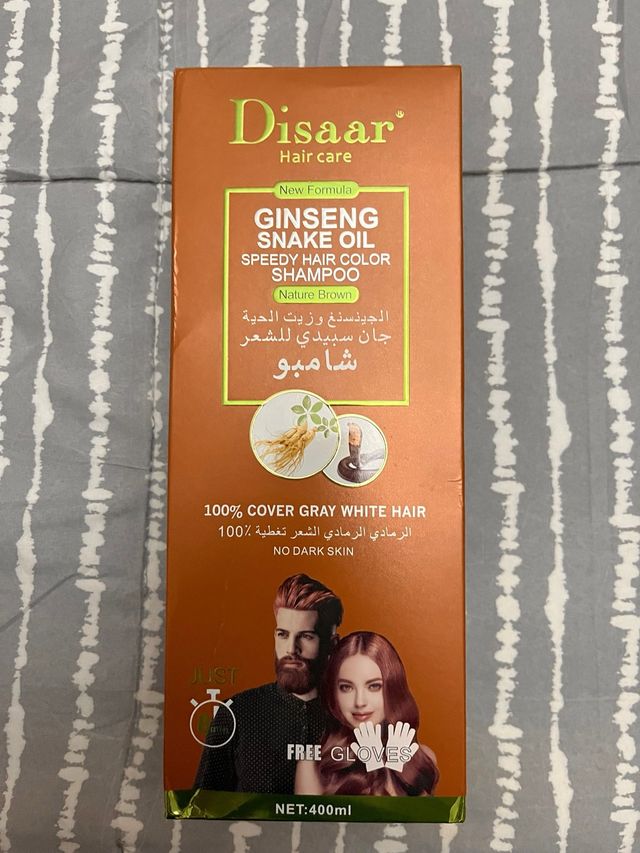 Disaar®
Hair care
New Formula
GINSENG
SNAKE OIL
SPEEDY HAIR COLOR
SHAMPOO
Nature Brown
الجينسنغ وزيت الحية
جان سبيدي للشعر
شامبو
100% COVER GRAY WHITE HAIR
الرمادي الرمادي الشعر تغطية ٪100
NO DARK SKIN
JUST
FREE GLOVES
NET:400ml